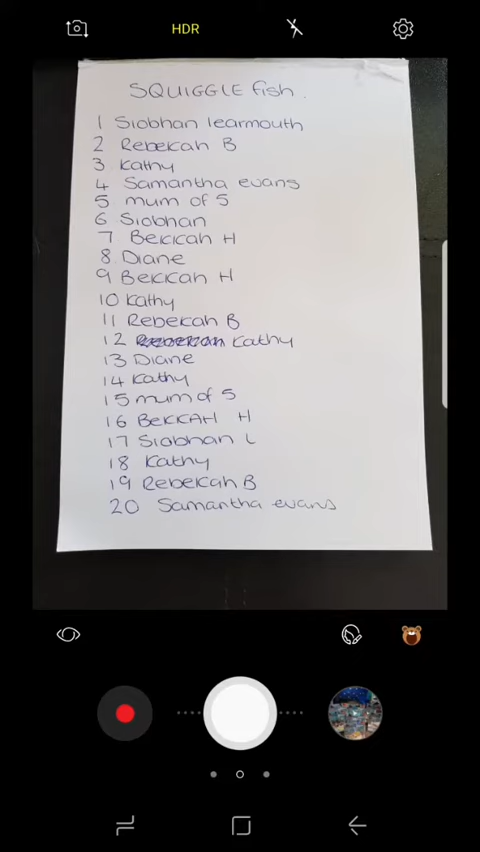 HDR
SQUIGGLE fish.
1 Siobhan learmouth
2 Rebekah B
3 Kathy
4 Samantha evans
5 mum of 5
6 Siobhan
7 Bekkah H
8 Diane
9 Bekkah H
10 Kathy
11 Rebekah B
12 Rebekah Kathy
13 Diane
14 Kathy
15 mum of 5
16 BeKKAH H
17 Siobhan L
18 Kathy
19 Rebekah B
20 Samantha evans